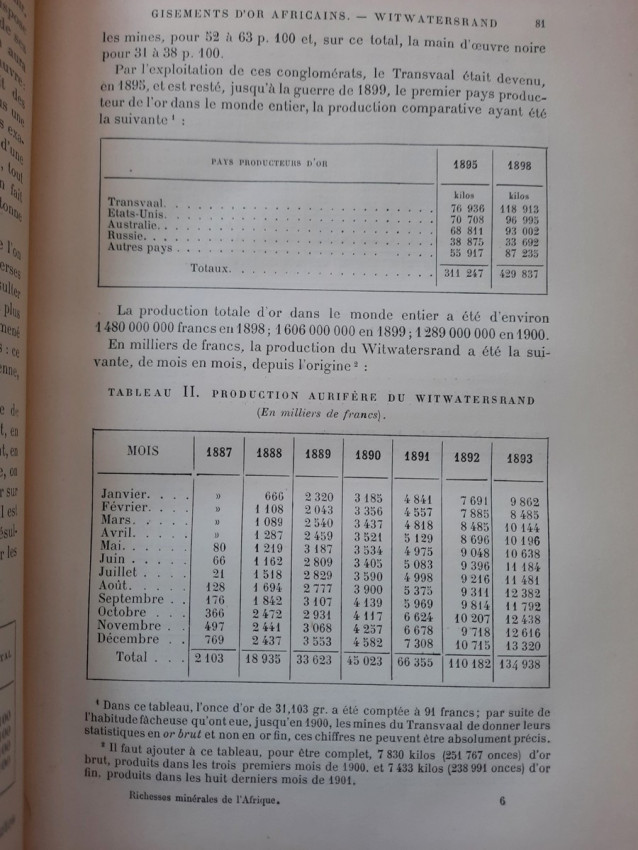 GISEMENTS D'OR AFRICAINS. — WITWATERSRAND 81
les mines, pour 52 à 63 p. 100 et, sur ce total, la main d'œuvre noire
pour 31 à 38 p. 100.
Par l'exploitation de ces conglomérats, le Transvaal était devenu,
en 1895, et est resté, jusqu'à la guerre de 1899, le premier pays produc-
teur de l'or dans le monde entier, la production comparative ayant été
la suivante ¹ :
PAYS PRODUCTEURS D'OR 1895 1898
kilos kilos
Transvaal. 76 936 118 913
Etats-Unis. 70 708 96 995
Australie. 68 811 93 002
Russie. 38 875 33 692
Autres pays 55 917 87 235
Totaux. 311 247 429 837
La production totale d'or dans le monde entier a été d'environ
1 480 000 000 francs en 1898 ; 1 606 000 000 en 1899 ; 1 289 000 000 en 1900.
En milliers de francs, la production du Witwatersrand a été la sui-
vante, de mois en mois, depuis l'origine ² :
TABLEAU II. PRODUCTION AURIFÈRE DU WITWATERSRAND
(En milliers de francs).
MOIS 1887 1888 1889 1890 1891 1892 1893
Janvier. » 666 2 320 3 185 4 841 7 691 9 862
Février. » 1 108 2 043 3 356 4 557 7 885 8 485
Mars. » 1 089 2 540 3 437 4 818 8 485 10 144
Avril. » 1 287 2 459 3 521 5 129 8 696 10 196
Mai. 80 1 219 3 187 3 534 4 975 9 048 10 638
Juin 66 1 162 2 809 3 405 5 083 9 396 11 184
Juillet 21 1 518 2 829 3 590 4 998 9 216 11 481
Août. 128 1 694 2 777 3 900 5 375 9 311 12 382
Septembre 176 1 842 3 107 4 139 5 969 9 814 11 792
Octobre 366 2 472 2 931 4 117 6 624 10 207 12 438
Novembre 497 2 441 3 068 4 257 6 678 9 718 12 616
Décembre 769 2 437 3 553 4 582 7 308 10 715 13 320
Total 2 103 18 935 33 623 45 023 66 355 110 182 134 938
¹ Dans ce tableau, l'once d'or de 31,103 gr. a été comptée à 91 francs ; par suite de
l'habitude fâcheuse qu'ont eue, jusqu'en 1900, les mines du Transvaal de donner leurs
statistiques en or brut et non en or fin, ces chiffres ne peuvent être absolument précis.
² Il faut ajouter à ce tableau, pour être complet, 7 830 kilos (251 767 onces) d'or
brut, produits dans les trois premiers mois de 1900, et 7 433 kilos (238 991 onces) d'or
fin, produits dans les huit derniers mois de 1901.
Richesses minérales de l'Afrique. 6